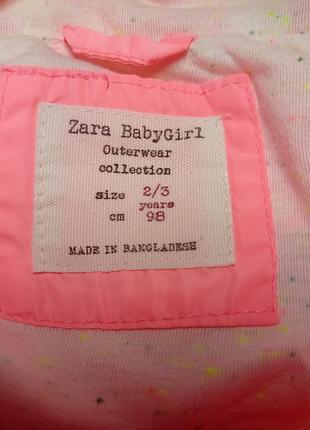 Zara BabyGirl
Outerwear
collection
size 2/3
years
cm 98
MADE IN BANGLADESH